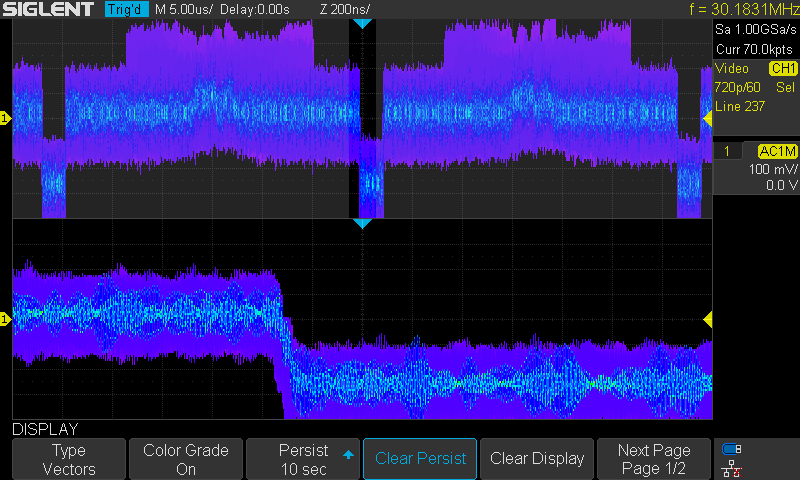 SIGLENT Trig'd M 5.00us/ Delay:0.00s Z 200ns/ f = 30.1831MHz
Sa 1.00GSa/s
Curr 70.0kpts
Video CH1
720p/60 Sel
Line 237
1 AC1M
100 mV/
0.0 V
1
1
DISPLAY
Type
Vectors
Color Grade
On
Persist
10 sec
Clear Persist
Clear Display
Next Page
Page 1/2